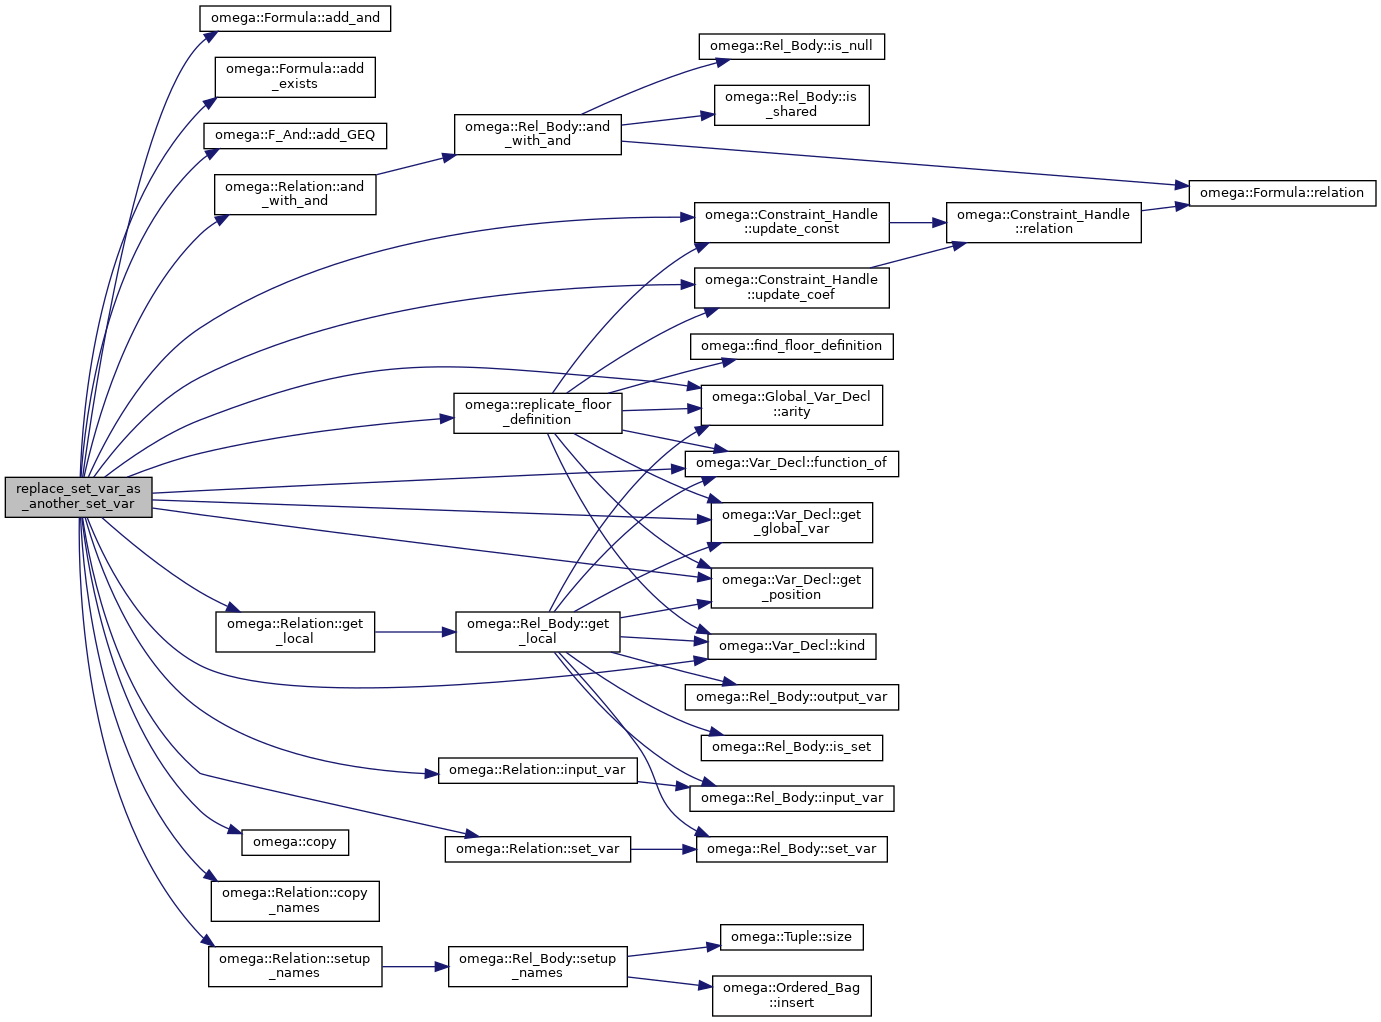 replace_set_var_as
_another_set_var
omega::Formula::add_and
omega::Formula::add
_exists
omega::F_And::add_GEQ
omega::Relation::and
_with_and
omega::Rel_Body::and
_with_and
omega::Rel_Body::is_null
omega::Rel_Body::is
_shared
omega::Formula::relation
omega::Constraint_Handle
::update_const
omega::Constraint_Handle
::relation
omega::Constraint_Handle
::update_coef
omega::find_floor_definition
omega::replicate_floor
_definition
omega::Global_Var_Decl
::arity
omega::Var_Decl::function_of
omega::Var_Decl::get
_global_var
omega::Var_Decl::get
_position
omega::Relation::get
_local
omega::Rel_Body::get
_local
omega::Var_Decl::kind
omega::Rel_Body::output_var
omega::Rel_Body::is_set
omega::Relation::input_var
omega::Rel_Body::input_var
omega::copy
omega::Relation::set_var
omega::Rel_Body::set_var
omega::Relation::copy
_names
omega::Relation::setup
_names
omega::Rel_Body::setup
_names
omega::Tuple::size
omega::Ordered_Bag
::insert